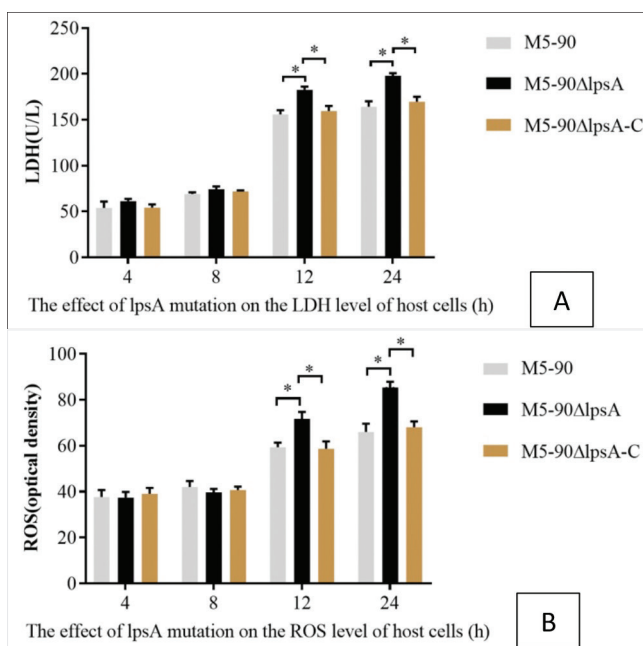 250
200
150
100
50
0
LDH(U/L)
* * * *
M5-90
M5-90ΔlpsA
M5-90ΔlpsA-C
4 8 12 24
The effect of lpsA mutation on the LDH level of host cells (h)
A
100
80
60
40
20
0
ROS(optical density)
* * * *
M5-90
M5-90ΔlpsA
M5-90ΔlpsA-C
4 8 12 24
The effect of lpsA mutation on the ROS level of host cells (h)
B